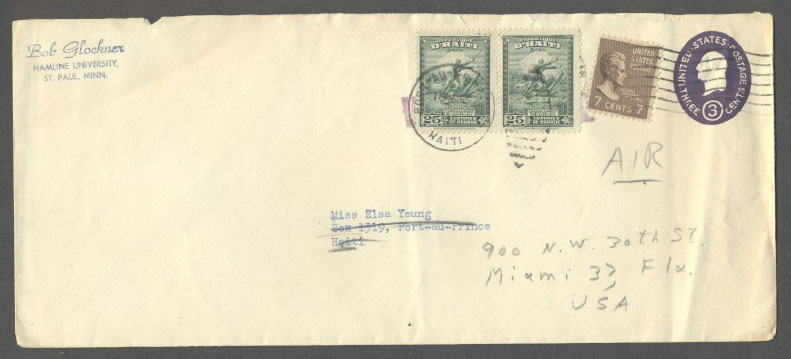 Bob Glockner
HAMLINE UNIVERSITY,
ST. PAUL, MINN.
REPUBLIQUE
D'HAITI
25
REPUBLIQUE
D'HAITI
25
HAITI
UNITED
STATES
7 CENTS 7
UNITED·STATES·POSTAGE
THREE 3 CENTS
AIR
Miss Elsa Young
Box 1319, Port-au-Prince
Haiti
900 N.W. 30th St.
Miami 37, Fla.
USA